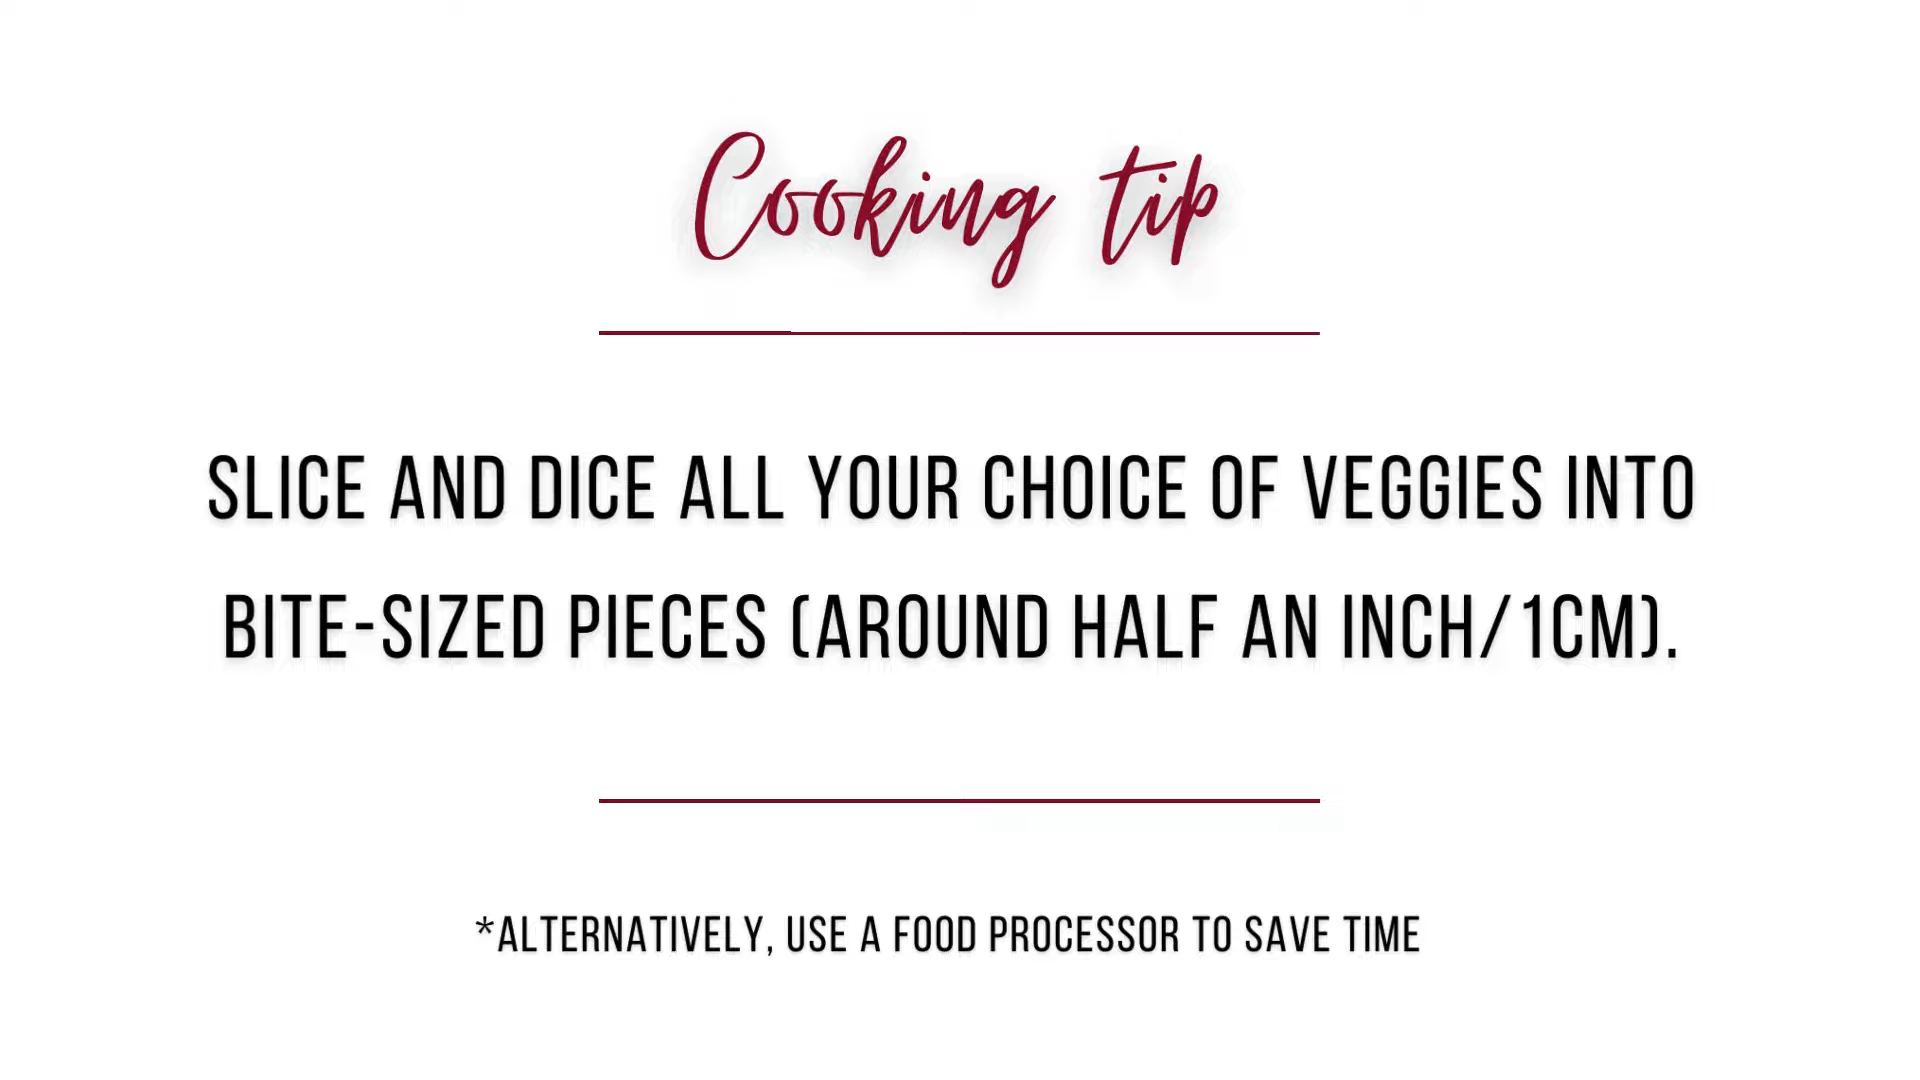 Cooking tip
SLICE AND DICE ALL YOUR CHOICE OF VEGGIES INTO
BITE-SIZED PIECES (AROUND HALF AN INCH/1CM).
*ALTERNATIVELY, USE A FOOD PROCESSOR TO SAVE TIME